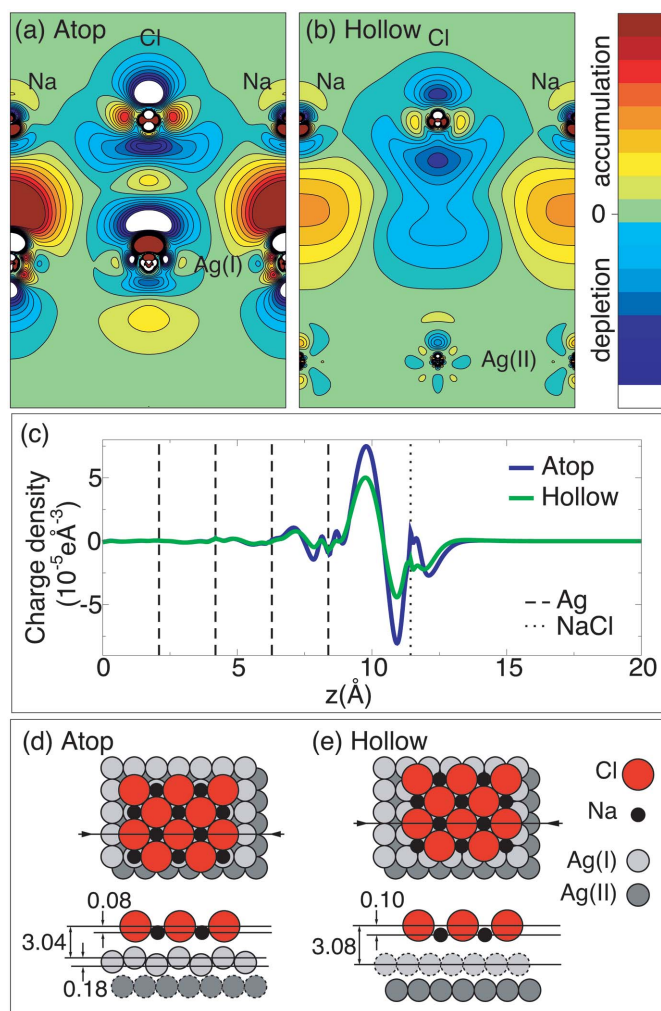 (a) Atop
Cl
Na
Na
Ag(I)
(b) Hollow
Cl
Na
Na
Ag(II)
accumulation
0
depletion
(c)
Charge density
(10⁻⁵eÅ⁻³)
5
0
-5
Atop
Hollow
Ag
NaCl
0
5
10
15
20
z(Å)
(d) Atop
0.08
3.04
0.18
(e) Hollow
0.10
3.08
Cl
Na
Ag(I)
Ag(II)